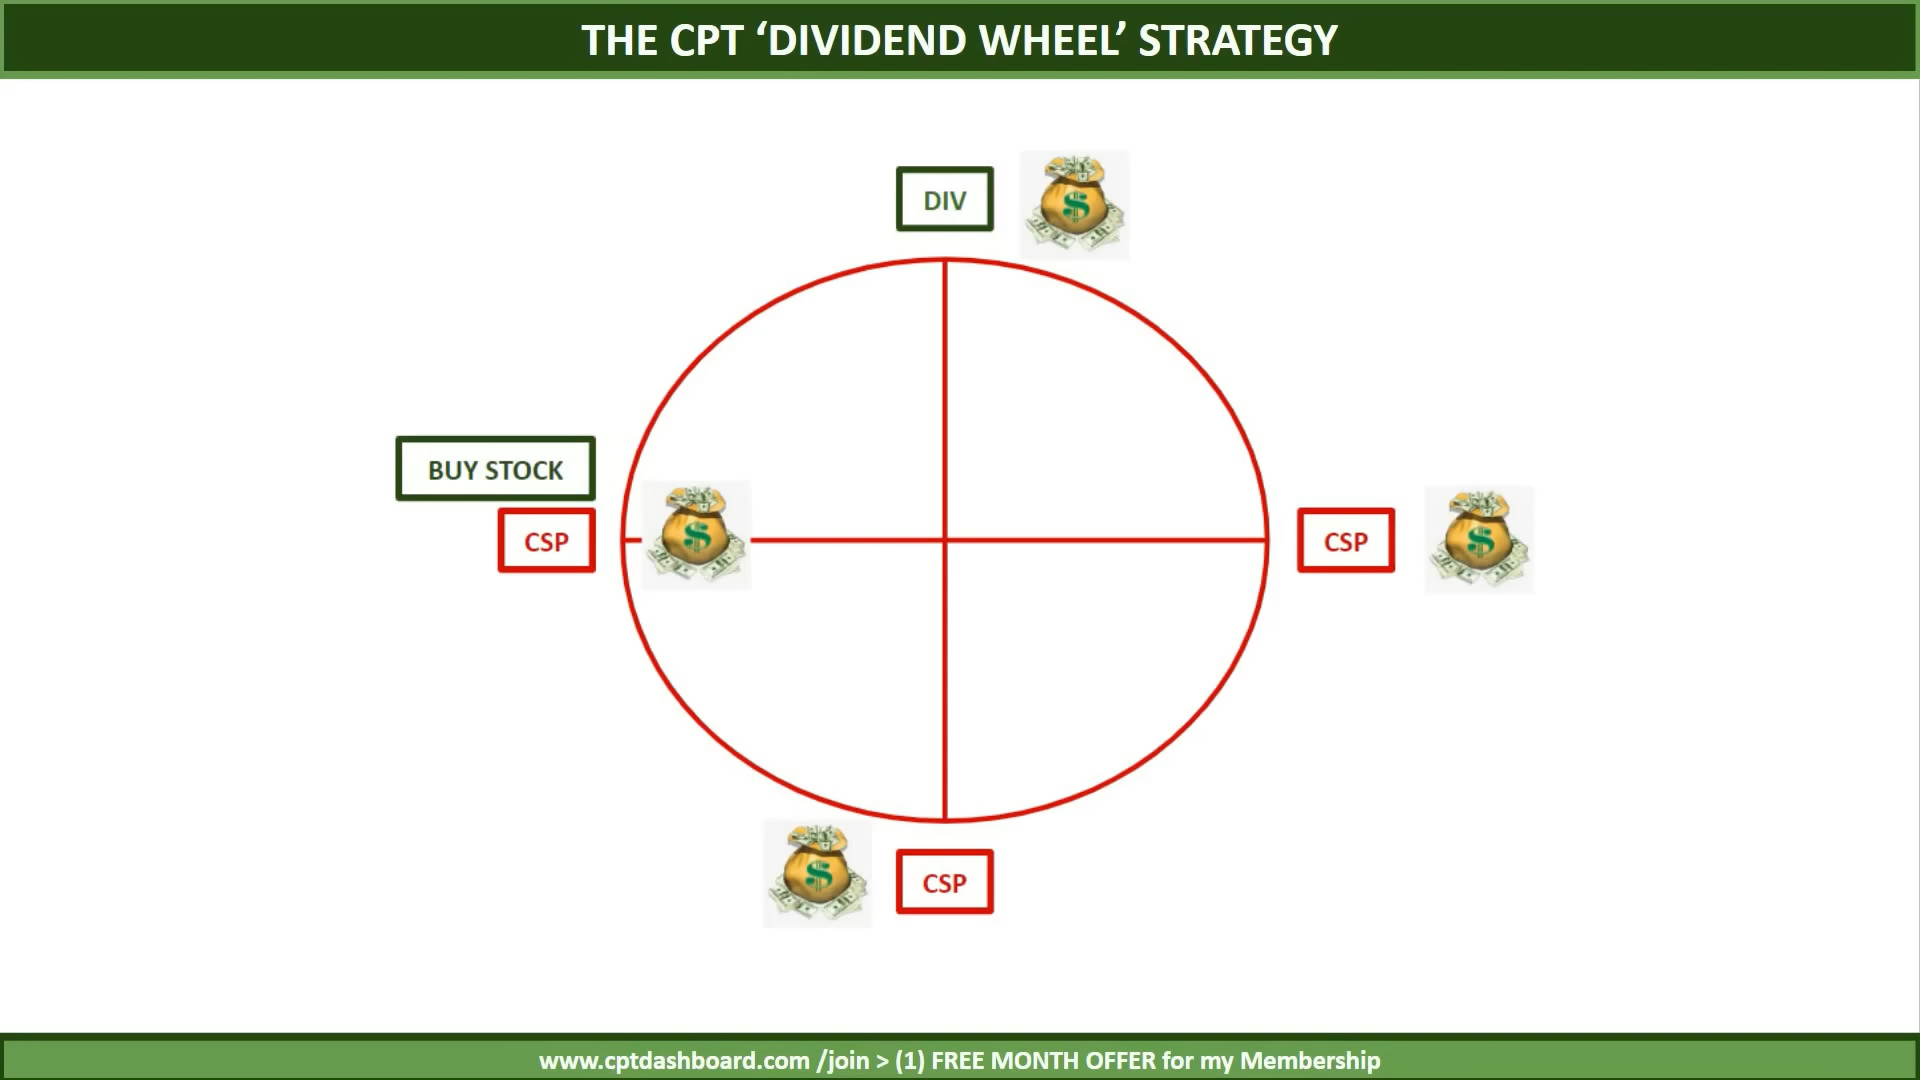 THE CPT ‘DIVIDEND WHEEL’ STRATEGY
DIV
BUY STOCK
CSP
CSP
CSP
www.cptdashboard.com /join > (1) FREE MONTH OFFER for my Membership